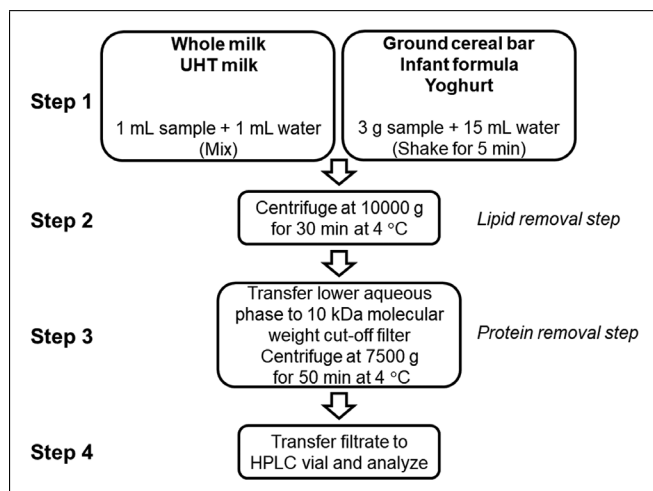 Step 1
Whole milk
UHT milk
1 mL sample + 1 mL water
(Mix)
Ground cereal bar
Infant formula
Yoghurt
3 g sample + 15 mL water
(Shake for 5 min)
Step 2
Centrifuge at 10000 g
for 30 min at 4 °C
Lipid removal step
Step 3
Transfer lower aqueous
phase to 10 kDa molecular
weight cut-off filter
Centrifuge at 7500 g
for 50 min at 4 °C
Protein removal step
Step 4
Transfer filtrate to
HPLC vial and analyze